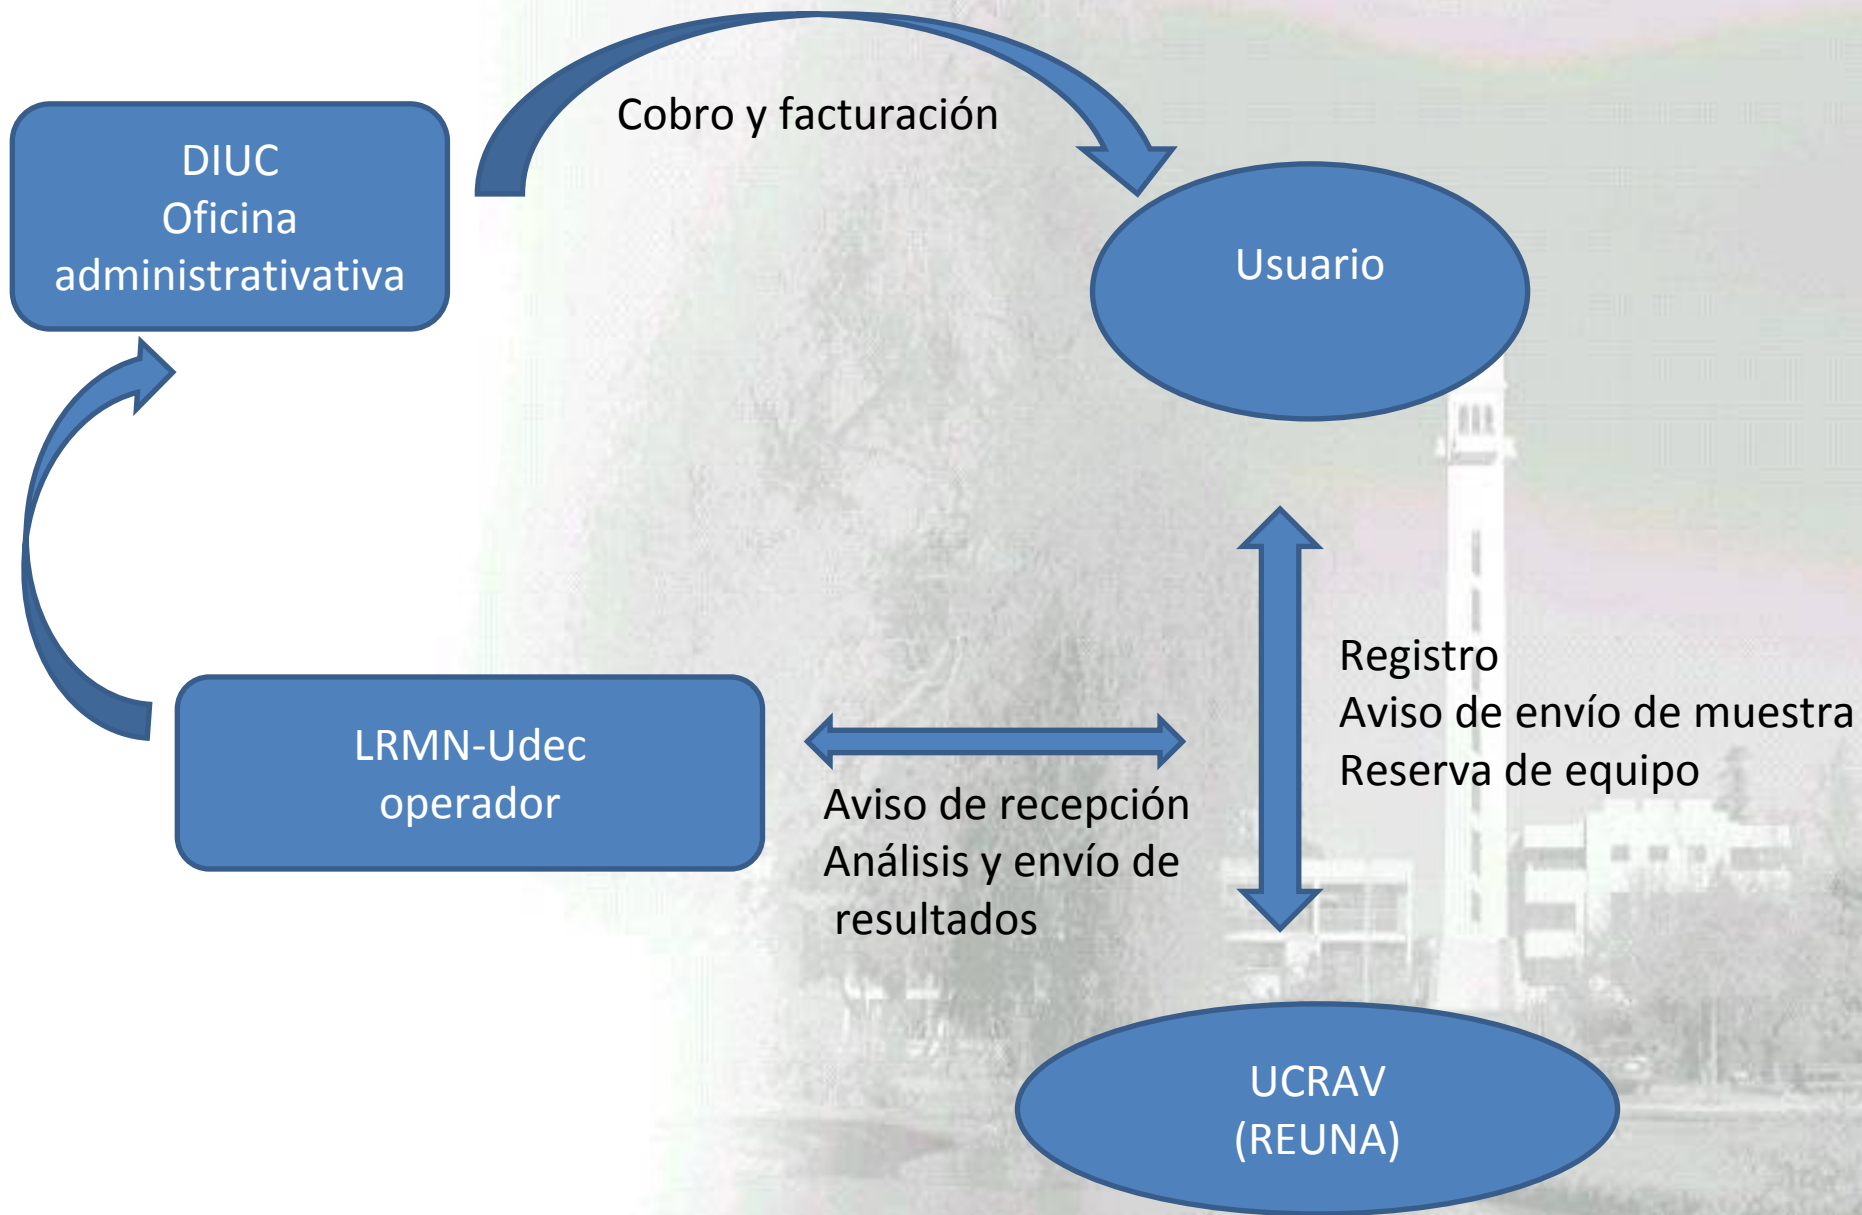 Cobro y facturación
DIUC
Oficina
administrativativa
Usuario
Registro
Aviso de envío de muestra
Reserva de equipo
LRMN-Udec
operador
Aviso de recepción
Análisis y envío de
resultados
UCRAV
(REUNA)